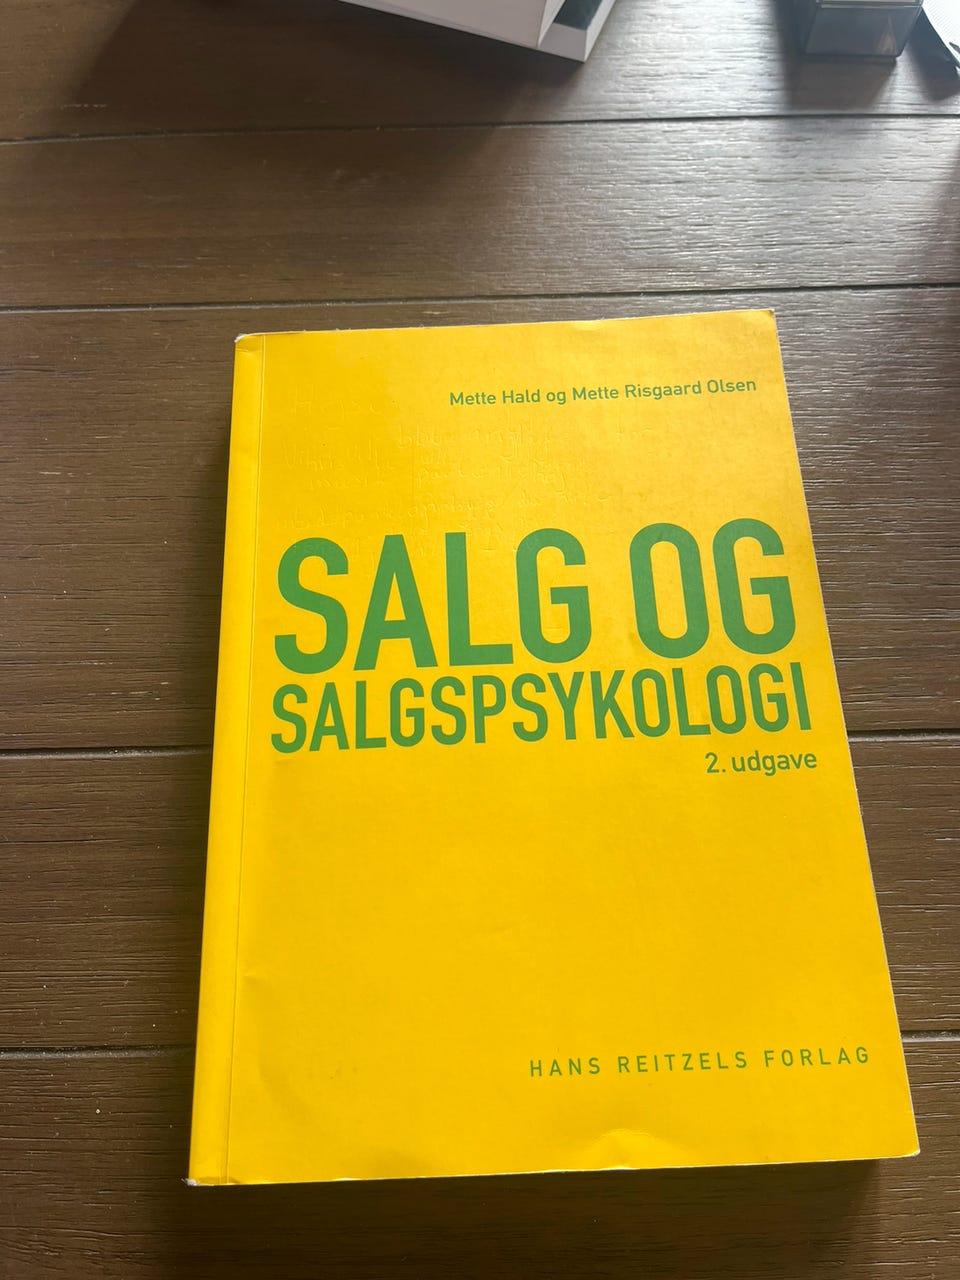 Mette Hald og Mette Risgaard Olsen
SALG OG
SALGSPSYKOLOGI
2. udgave
HANS REITZELS FORLAG